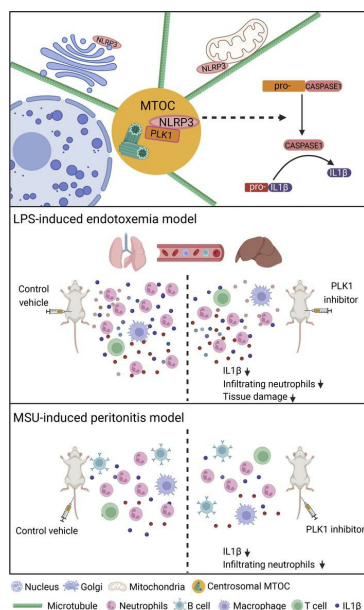 NLRP3
NLRP3
MTOC
NLRP3
PLK1
pro- CASPASE1
CASPASE1
IL1β
pro- IL1β
LPS-induced endotoxemia model
Control
vehicle
PLK1
inhibitor
IL1β
Infiltrating neutrophils
Tissue damage
MSU-induced peritonitis model
Control vehicle
PLK1 inhibitor
IL1β
Infiltrating neutrophils
Nucleus Golgi Mitochondria Centrosomal MTOC
Microtubule Neutrophils B cell Macrophage T cell IL1β